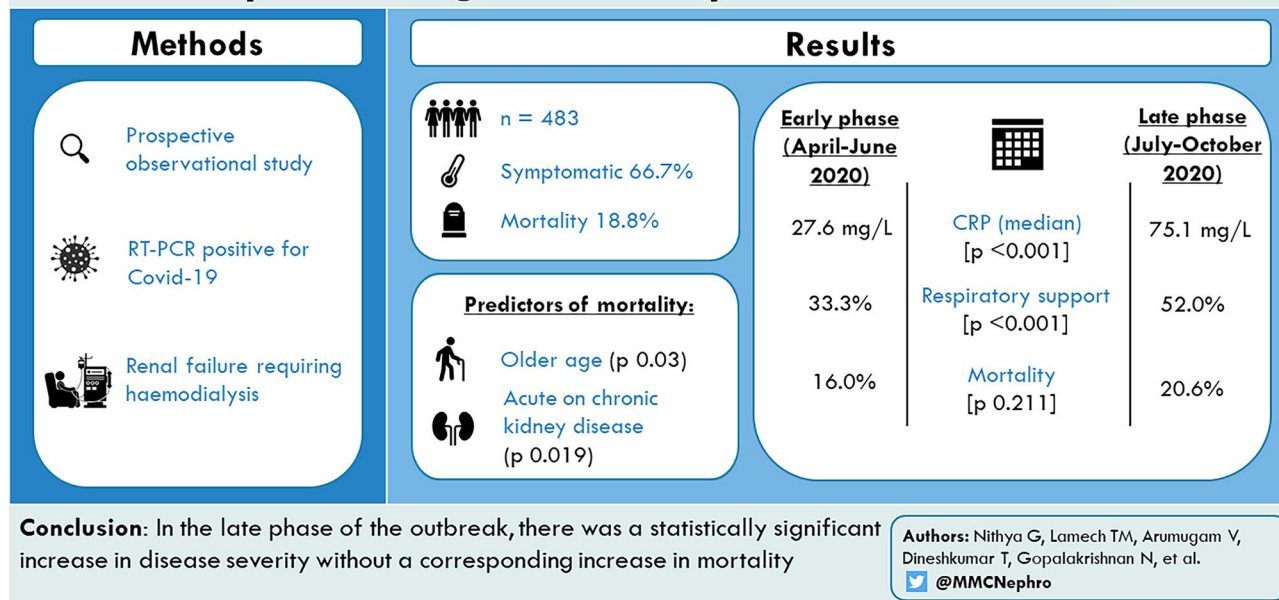 Methods
Prospective
observational study
RT-PCR positive for
Covid-19
Renal failure requiring
haemodialysis
Results
n = 483
Symptomatic 66.7%
Mortality 18.8%
Predictors of mortality:
Older age (p 0.03)
Acute on chronic
kidney disease
(p 0.019)
Early phase
(April-June
2020)
Late phase
(July-October
2020)
27.6 mg/L
CRP (median)
[p <0.001]
75.1 mg/L
33.3%
Respiratory support
[p <0.001]
52.0%
16.0%
Mortality
[p 0.211]
20.6%
Conclusion: In the late phase of the outbreak, there was a statistically significant
increase in disease severity without a corresponding increase in mortality
Authors: Nithya G, Lamech TM, Arumugam V,
Dineshkumar T, Gopalakrishnan N, et al.
@MMCNephro